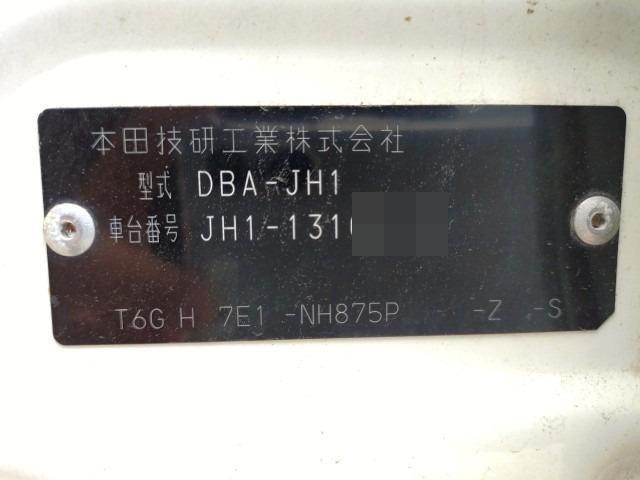 本田技研工業株式会社
型式 DBA-JH1
車台番号 JH1-131
T6G H 7E1 -NH875P -Z -S